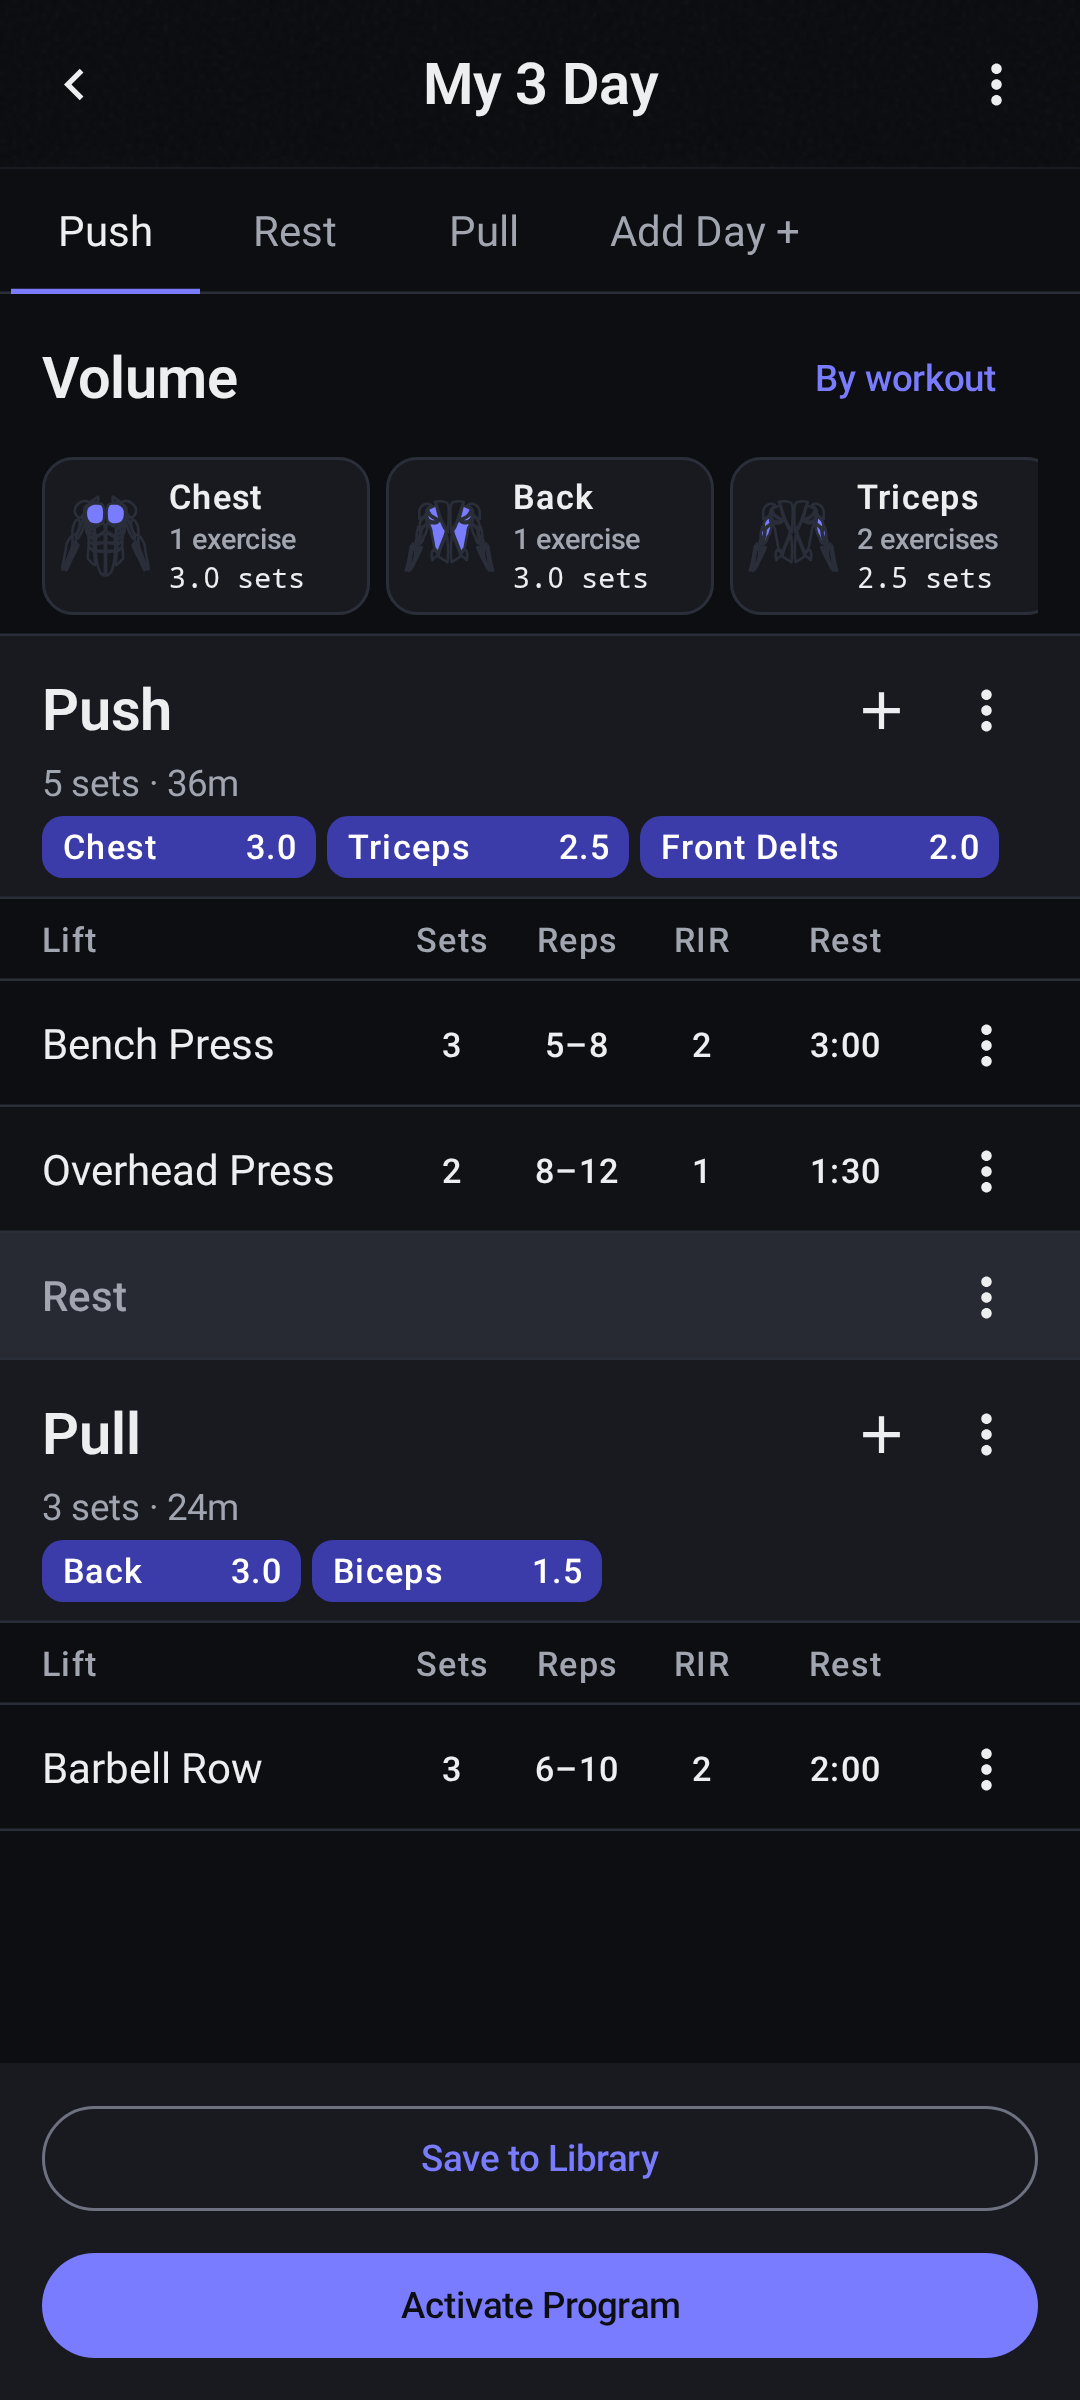 My 3 Day
Push Rest Pull Add Day +
Volume By workout
Chest
1 exercise
3.0 sets
Back
1 exercise
3.0 sets
Triceps
2 exercises
2.5 sets
Push
5 sets · 36m
Chest 3.0 Triceps 2.5 Front Delts 2.0
Lift Sets Reps RIR Rest
Bench Press 3 5–8 2 3:00
Overhead Press 2 8–12 1 1:30
Rest
Pull
3 sets · 24m
Back 3.0 Biceps 1.5
Lift Sets Reps RIR Rest
Barbell Row 3 6–10 2 2:00
Save to Library
Activate Program